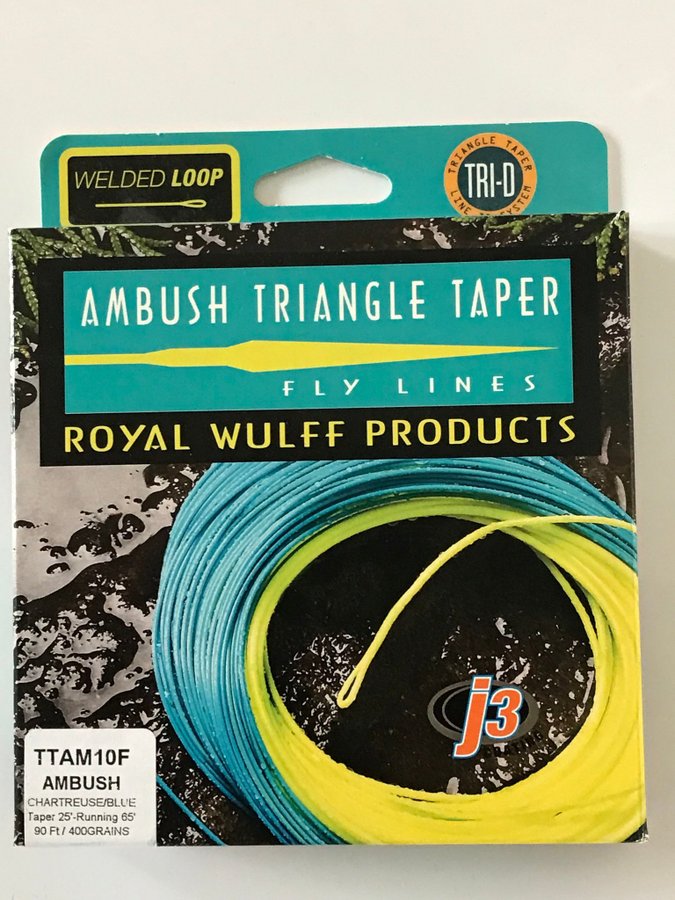 WELDED LOOP
TRIANGLE TAPER
TRI-D
LINE SYSTEM
AMBUSH TRIANGLE TAPER
FLY LINES
ROYAL WULFF PRODUCTS
j3
TTAM10F
AMBUSH
CHARTREUSE/BLUE
Taper 25'-Running 65'
90 Ft / 400GRAINS